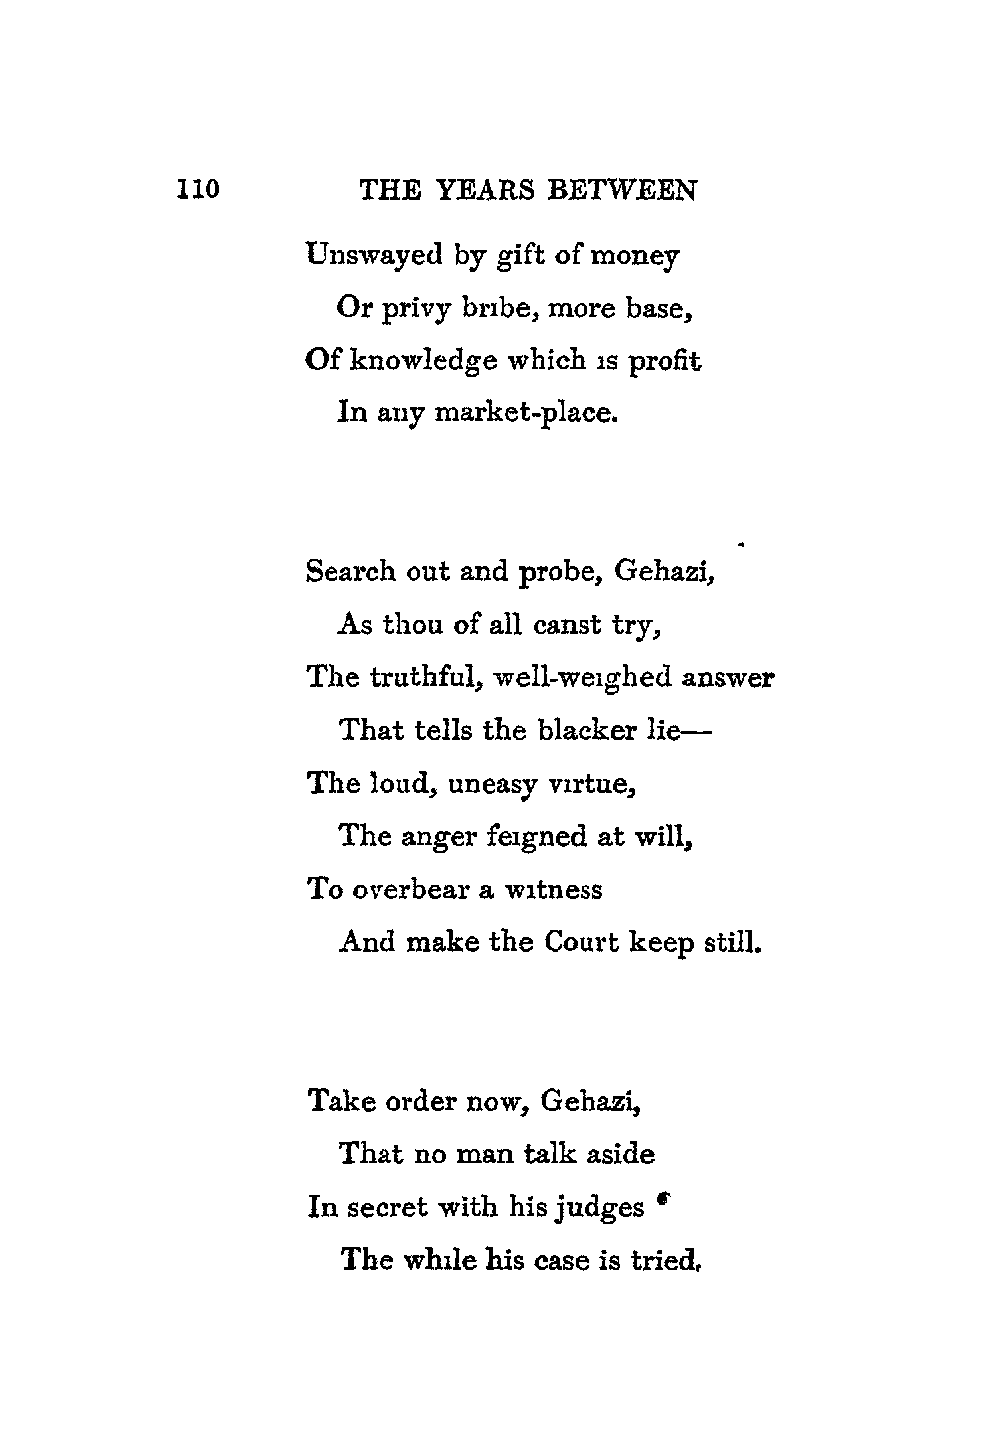 110 THE YEARS BETWEEN
Unswayed by gift of money
Or privy bribe, more base,
Of knowledge which is profit
In any market-place.
Search out and probe, Gehazi,
As thou of all canst try,
The truthful, well-weighed answer
That tells the blacker lie—
The loud, uneasy virtue,
The anger feigned at will,
To overbear a witness
And make the Court keep still.
Take order now, Gehazi,
That no man talk aside
In secret with his judges
The while his case is tried,